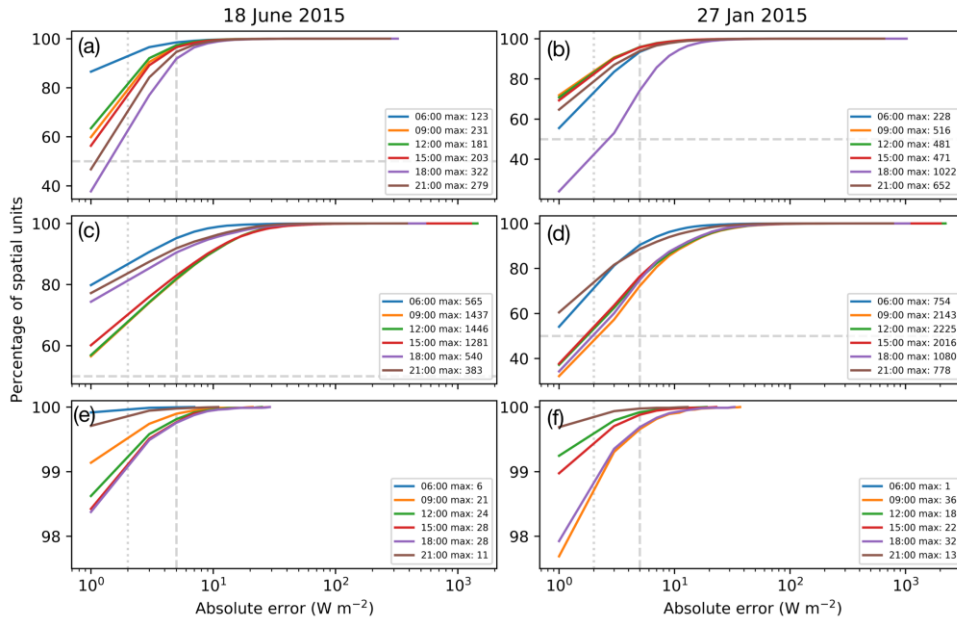 18 June 2015
27 Jan 2015
Percentage of spatial units
(a)
100
80
60
40
06:00 max: 123
09:00 max: 231
12:00 max: 181
15:00 max: 203
18:00 max: 322
21:00 max: 279
(b)
100
80
60
40
06:00 max: 228
09:00 max: 516
12:00 max: 481
15:00 max: 471
18:00 max: 1022
21:00 max: 652
(c)
100
80
60
06:00 max: 565
09:00 max: 1437
12:00 max: 1446
15:00 max: 1281
18:00 max: 540
21:00 max: 383
(d)
100
80
60
40
06:00 max: 754
09:00 max: 2143
12:00 max: 2225
15:00 max: 2016
18:00 max: 1080
21:00 max: 778
(e)
100
99
98
06:00 max: 6
09:00 max: 21
12:00 max: 24
15:00 max: 28
18:00 max: 28
21:00 max: 11
(f)
100
99
98
06:00 max: 1
09:00 max: 36
12:00 max: 18
15:00 max: 22
18:00 max: 32
21:00 max: 13
10⁰ 10¹ 10² 10³
Absolute error (W m⁻²)
10⁰ 10¹ 10² 10³
Absolute error (W m⁻²)